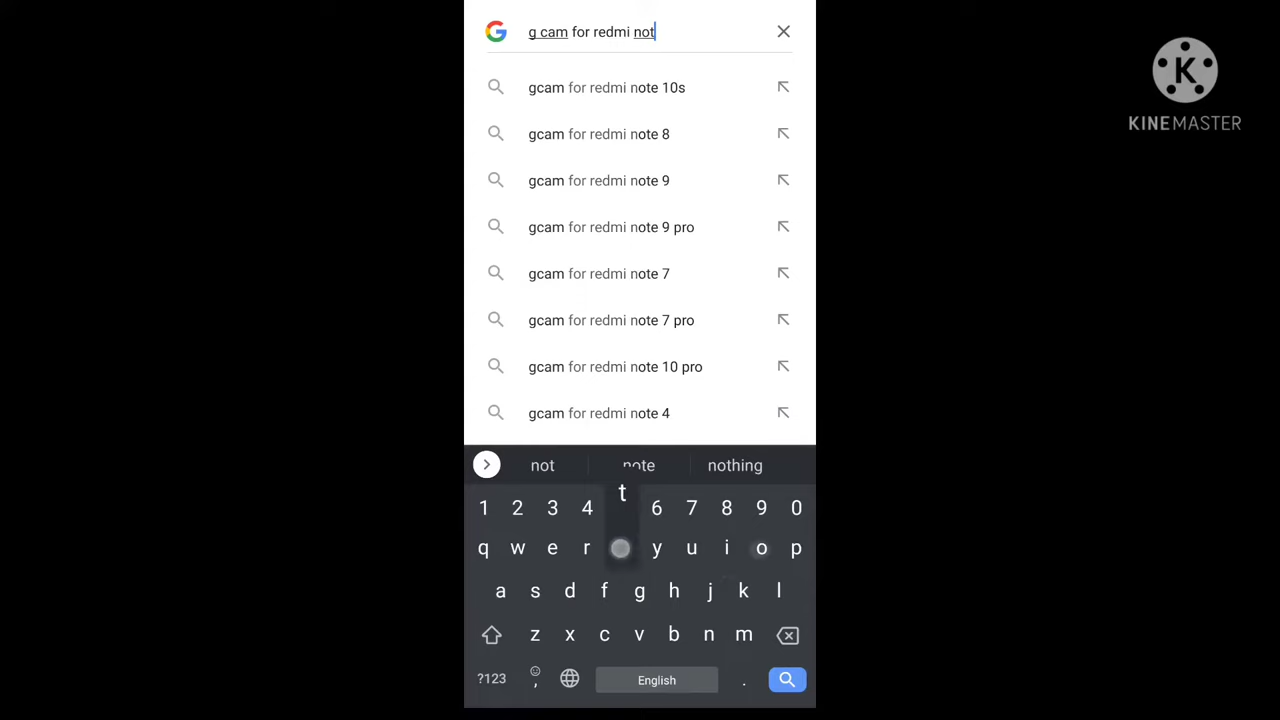 g cam for redmi not
gcam for redmi note 10s
gcam for redmi note 8
gcam for redmi note 9
gcam for redmi note 9 pro
gcam for redmi note 7
gcam for redmi note 7 pro
gcam for redmi note 10 pro
gcam for redmi note 4
not note nothing
t
1 2 3 4 6 7 8 9 0
q w e r y u i o p
a s d f g h j k l
z x c v b n m
?123 , English .
K
KINEMASTER